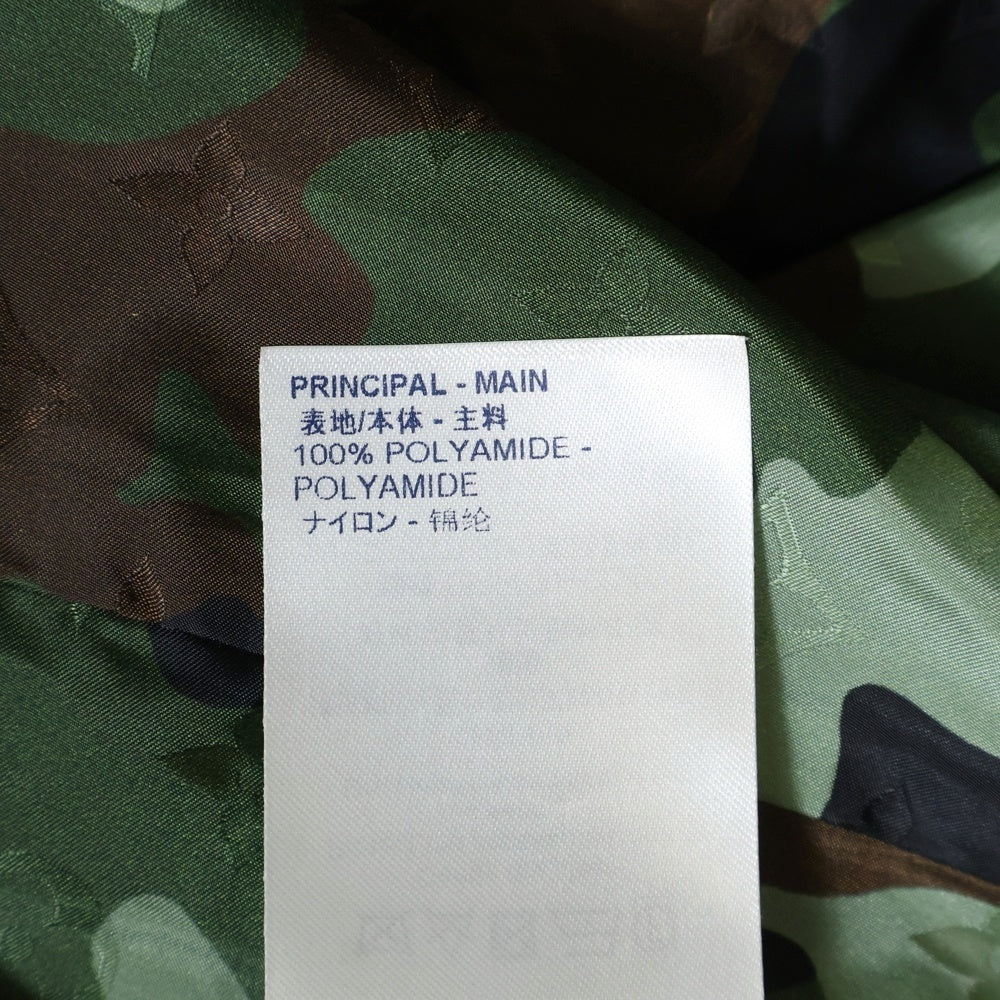 PRINCIPAL - MAIN
表地/本体 - 主料
100% POLYAMIDE -
POLYAMIDE
ナイロン - 锦纶